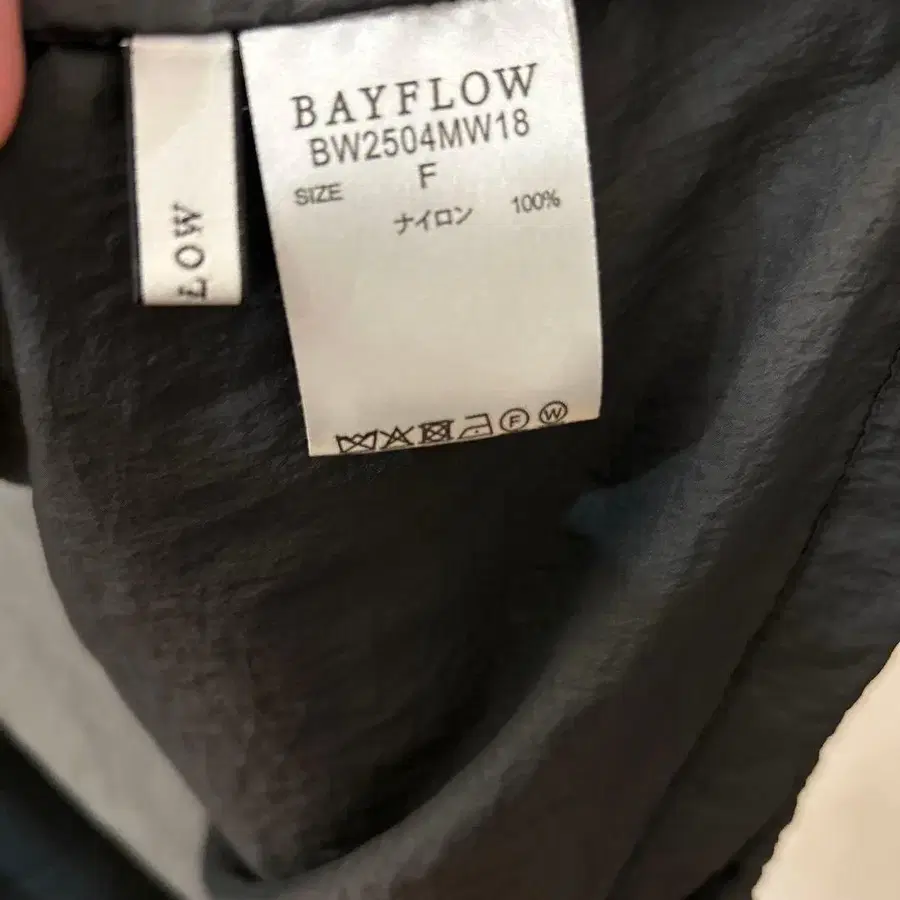 LOW
BAYFLOW
BW2504MW18
SIZE F
ナイロン 100%
F W